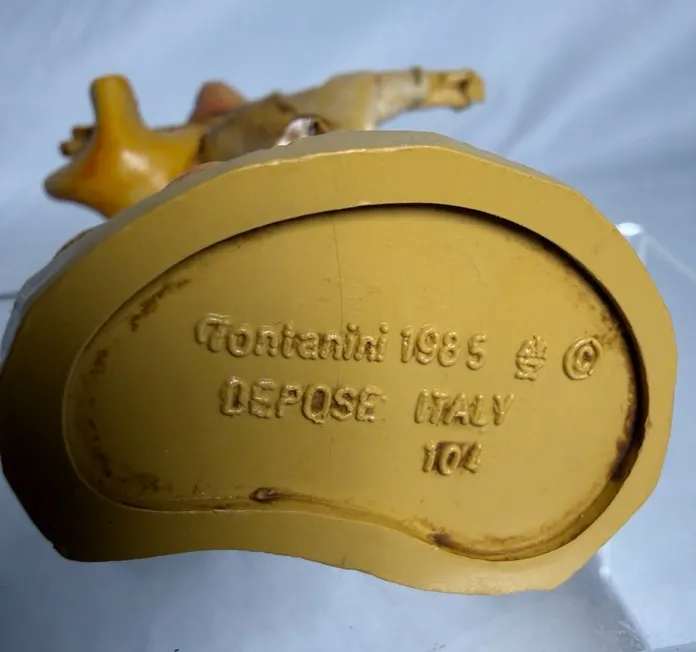 Fontanini 1985 ©
DEPOSE ITALY
104